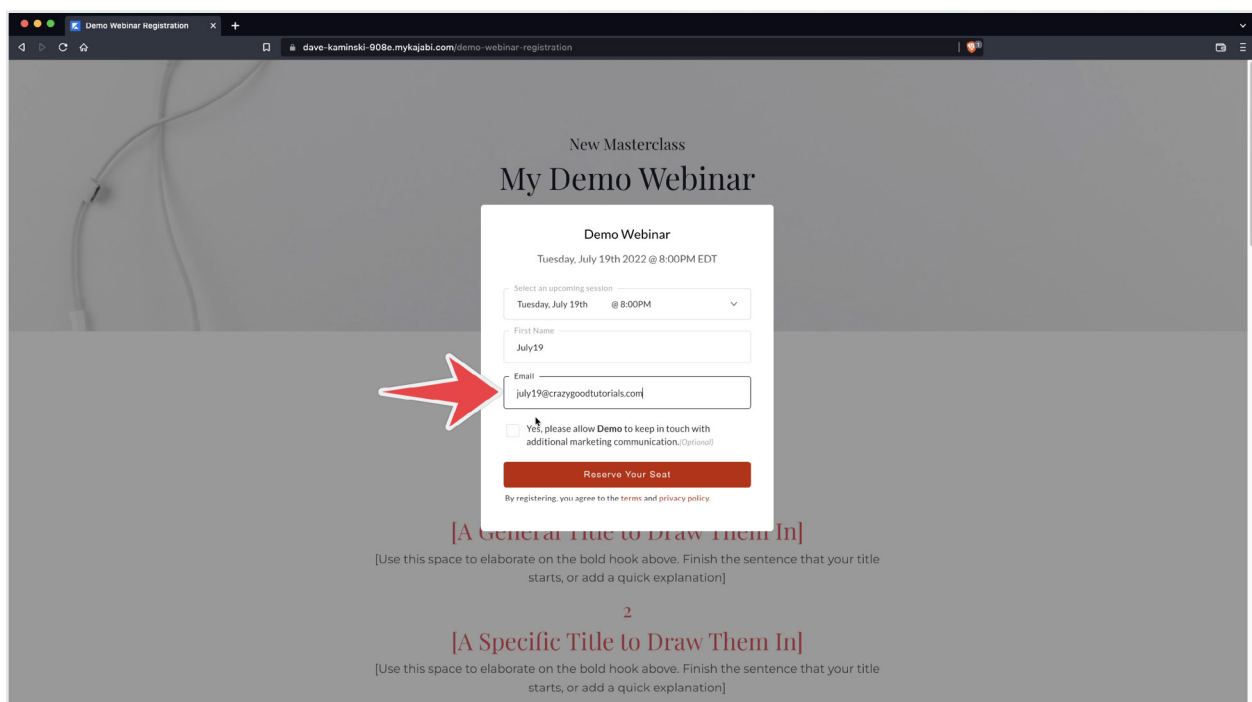 Demo Webinar Registration
dave-kaminski-908e.mykajabi.com/demo-webinar-registration
New Masterclass
My Demo Webinar
Demo Webinar
Tuesday, July 19th 2022 @ 8:00PM EDT
Select an upcoming session
Tuesday, July 19th @ 8:00PM
First Name
July19
Email
july19@crazygoodtutorials.com
Yes, please allow Demo to keep in touch with
additional marketing communication.(Optional)
Reserve Your Seat
By registering, you agree to the terms and privacy policy.
[A General Title to Draw Them In]
[Use this space to elaborate on the bold hook above. Finish the sentence that your title
starts, or add a quick explanation]
2
[A Specific Title to Draw Them In]
[Use this space to elaborate on the bold hook above. Finish the sentence that your title
starts, or add a quick explanation]